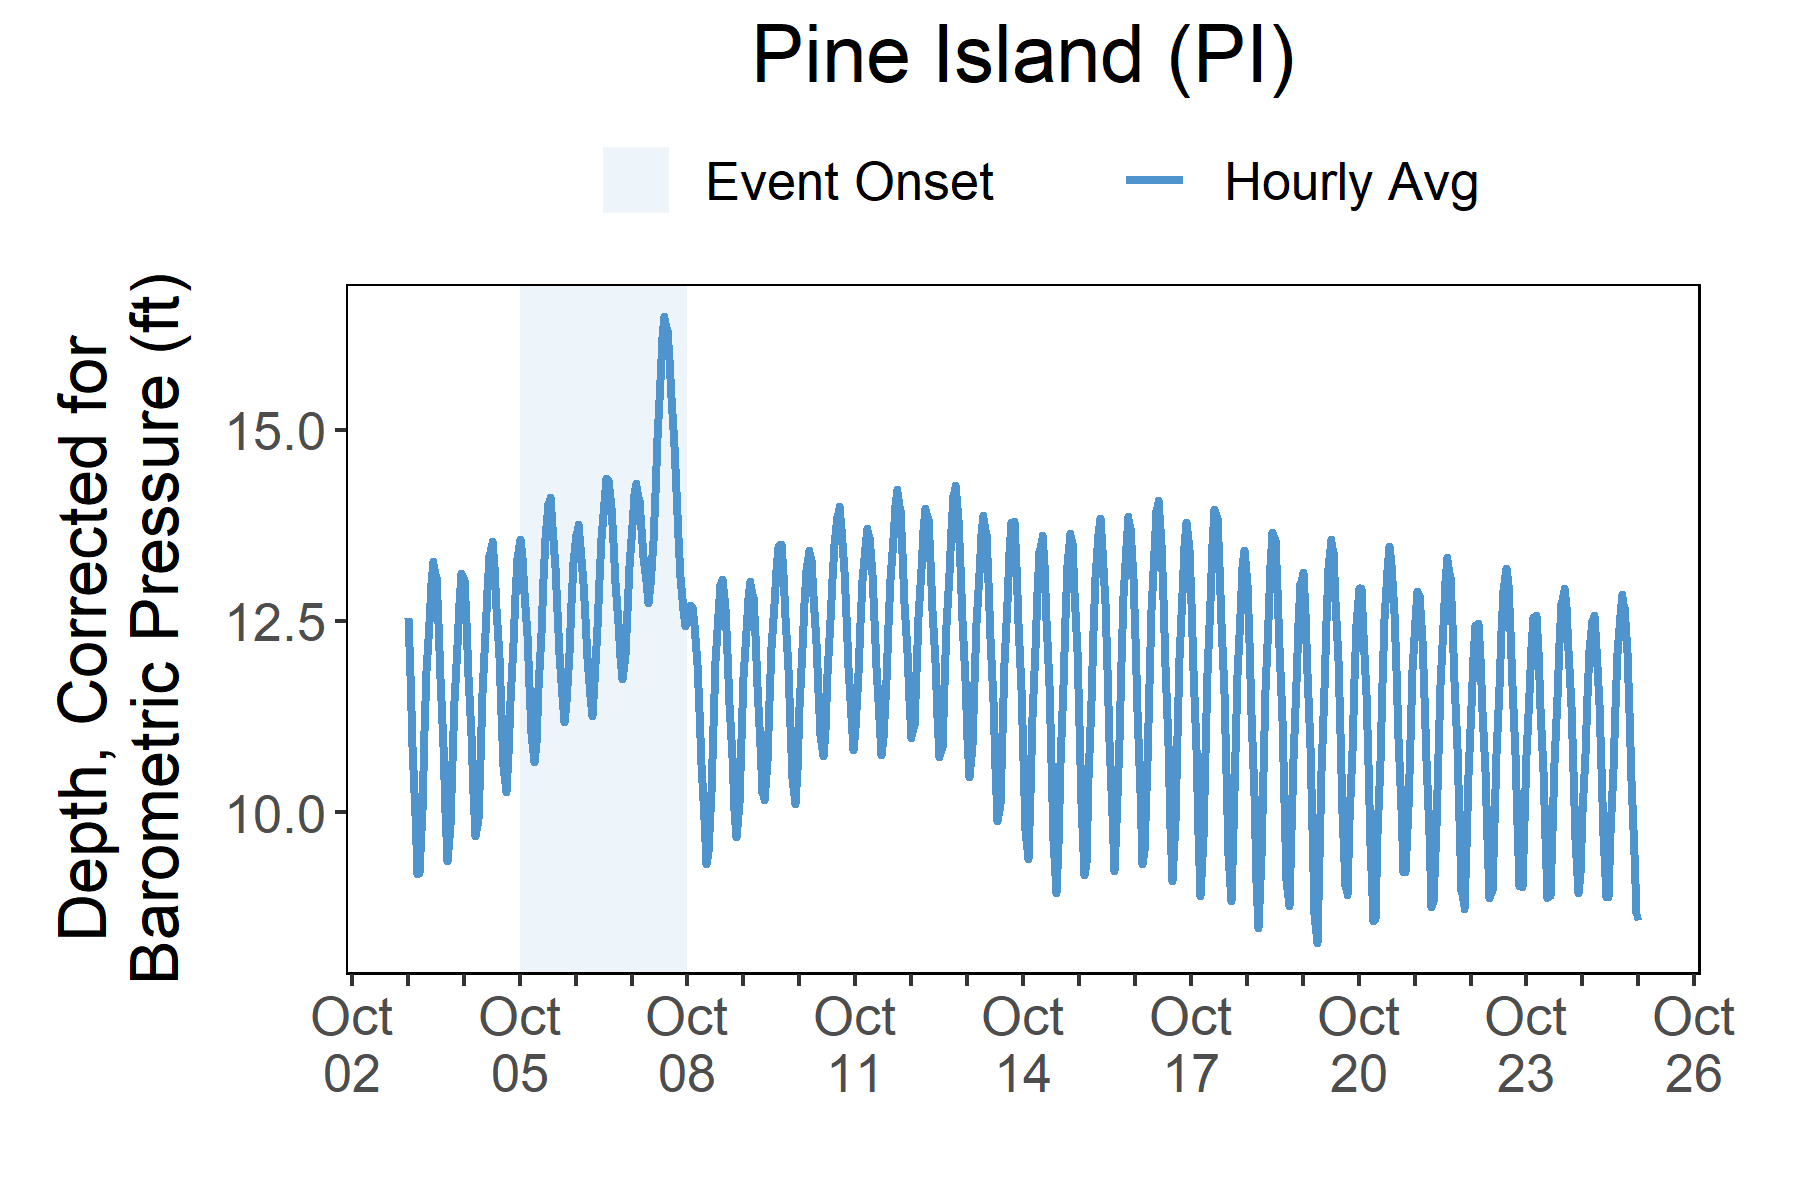 Pine Island (PI)
Event Onset
Hourly Avg
Depth, Corrected for
Barometric Pressure (ft)
15.0
12.5
10.0
Oct Oct Oct Oct Oct Oct Oct Oct Oct
02 05 08 11 14 17 20 23 26